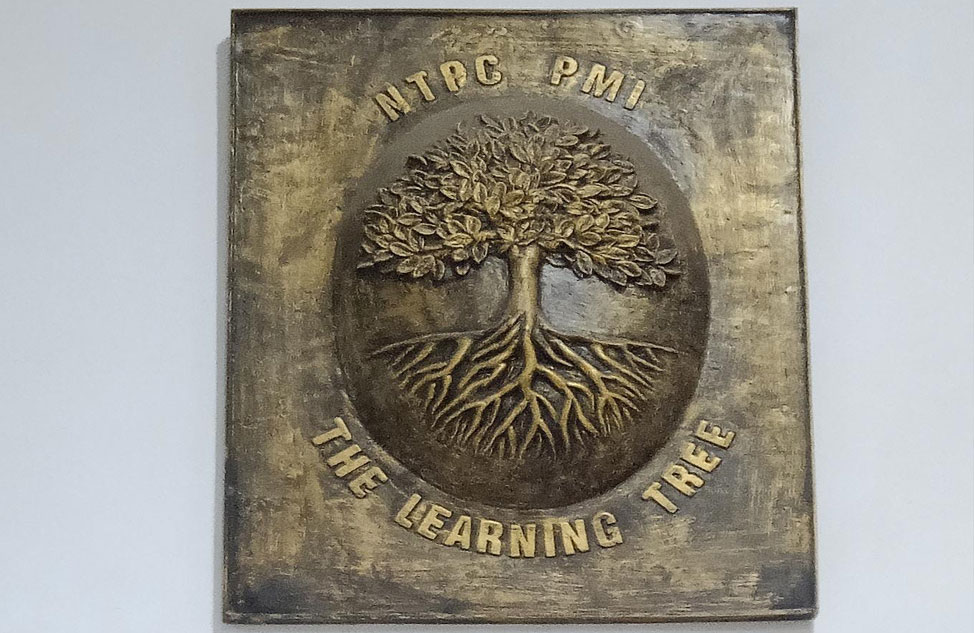 NTPC PMI
THE LEARNING TREE